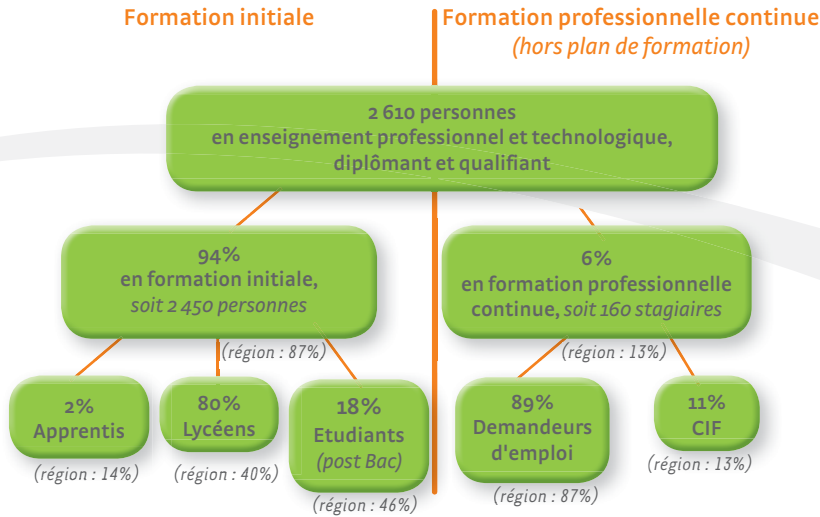 Formation initiale
Formation professionnelle continue
(hors plan de formation)
2 610 personnes
en enseignement professionnel et technologique,
diplômant et qualifiant
94%
en formation initiale,
soit 2 450 personnes
(région : 87%)
6%
en formation professionnelle
continue, soit 160 stagiaires
(région : 13%)
2%
Apprentis
(région : 14%)
80%
Lycéens
(région : 40%)
18%
Etudiants
(post Bac)
(région : 46%)
89%
Demandeurs
d'emploi
(région : 87%)
11%
CIF
(région : 13%)